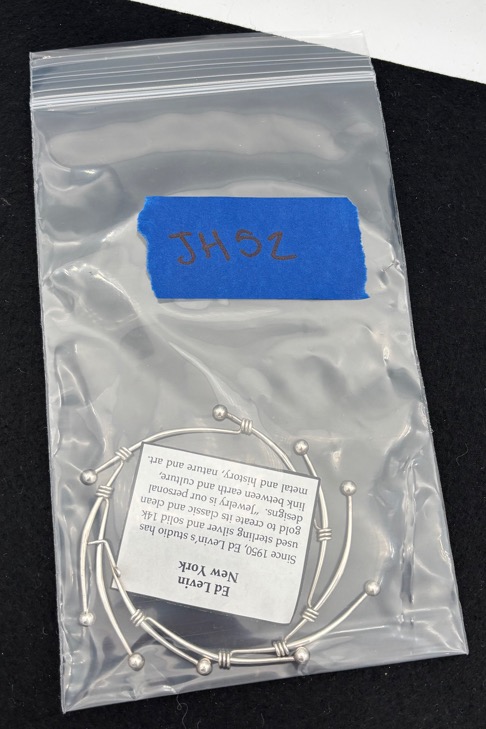 JH52
Ed Levin
New York
Since 1950, Ed Levin's studio has
used sterling silver and solid 14k
gold to create its classic and clean
designs. "Jewelry is our personal
link between earth and culture,
metal and history, nature and art.